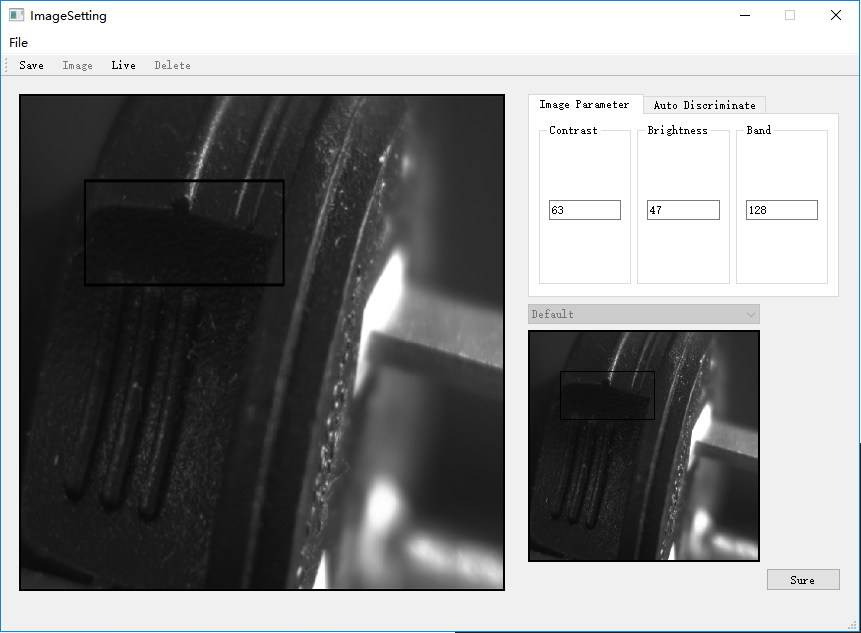 ImageSetting
File
Save Image Live Delete
Image Parameter Auto Discriminate
Contrast Brightness Band
63 47 128
Default
Sure